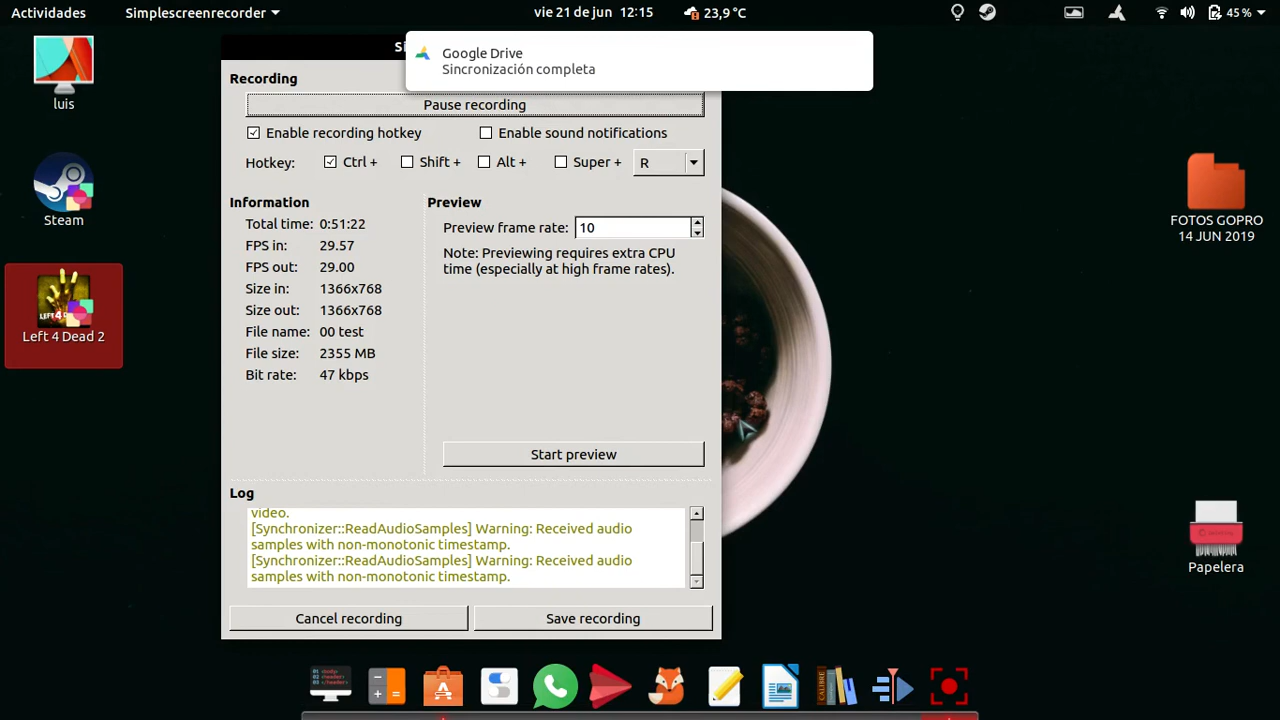 Actividades
Simplescreenrecorder
vie 21 de jun 12:15
23,9 °C
45 %
luis
Steam
Left 4 Dead 2
Google Drive
Sincronización completa
Recording
Pause recording
Enable recording hotkey
Enable sound notifications
Hotkey: Ctrl + Shift + Alt + Super + R
Information
Total time: 0:51:22
FPS in: 29.57
FPS out: 29.00
Size in: 1366x768
Size out: 1366x768
File name: 00 test
File size: 2355 MB
Bit rate: 47 kbps
Preview
Preview frame rate: 10
Note: Previewing requires extra CPU
time (especially at high frame rates).
Start preview
Log
video.
[Synchronizer::ReadAudioSamples] Warning: Received audio
samples with non-monotonic timestamp.
[Synchronizer::ReadAudioSamples] Warning: Received audio
samples with non-monotonic timestamp.
Cancel recording
Save recording
FOTOS GOPRO
14 JUN 2019
Papelera
CALIBRE